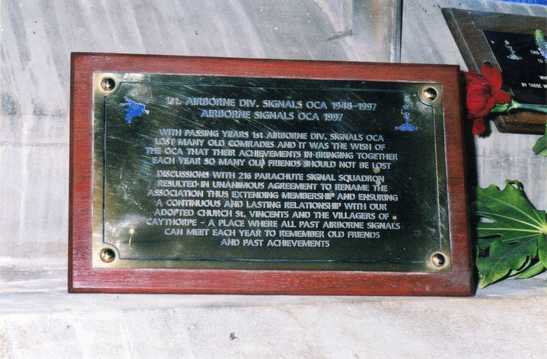 1st. AIRBORNE DIV. SIGNALS OCA 1948-1997
AIRBORNE SIGNALS OCA 1997
WITH PASSING YEARS 1st AIRBORNE DIV. SIGNALS OCA
LOST MANY OLD COMRADES AND IT WAS THE WISH OF
THE OCA THAT THEIR ACHIEVEMENTS IN BRINGING TOGETHER
EACH YEAR SO MANY OLD FRIENDS SHOULD NOT BE LOST
DISCUSSIONS WITH 216 PARACHUTE SIGNAL SQUADRON
RESULTED IN UNANIMOUS AGREEMENT TO RENAME THE
ASSOCIATION THUS EXTENDING MEMBERSHIP AND ENSURING
A CONTINUOUS AND LASTING RELATIONSHIP WITH OUR
ADOPTED CHURCH St. VINCENTS AND THE VILLAGERS OF
CAYTHORPE - A PLACE WHERE ALL PAST AIRBORNE SIGNALS
CAN MEET EACH YEAR TO REMEMBER OLD FRIENDS
AND PAST ACHIEVEMENTS